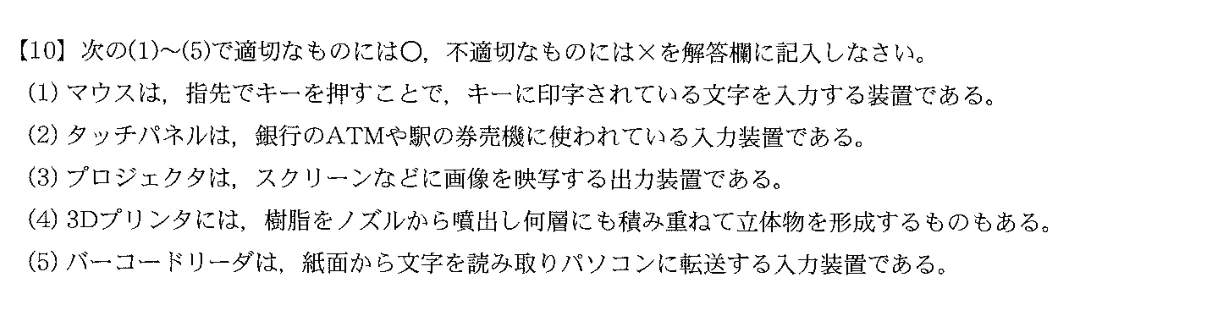 【10】次の(1)～(5)で適切なものには○，不適切なものには×を解答欄に記入しなさい。
(1) マウスは，指先でキーを押すことで，キーに印字されている文字を入力する装置である。
(2) タッチパネルは，銀行のATMや駅の券売機に使われている入力装置である。
(3) プロジェクタは，スクリーンなどに画像を映写する出力装置である。
(4) 3Dプリンタには，樹脂をノズルから噴出し何層にも積み重ねて立体物を形成するものもある。
(5) バーコードリーダは，紙面から文字を読み取りパソコンに転送する入力装置である。